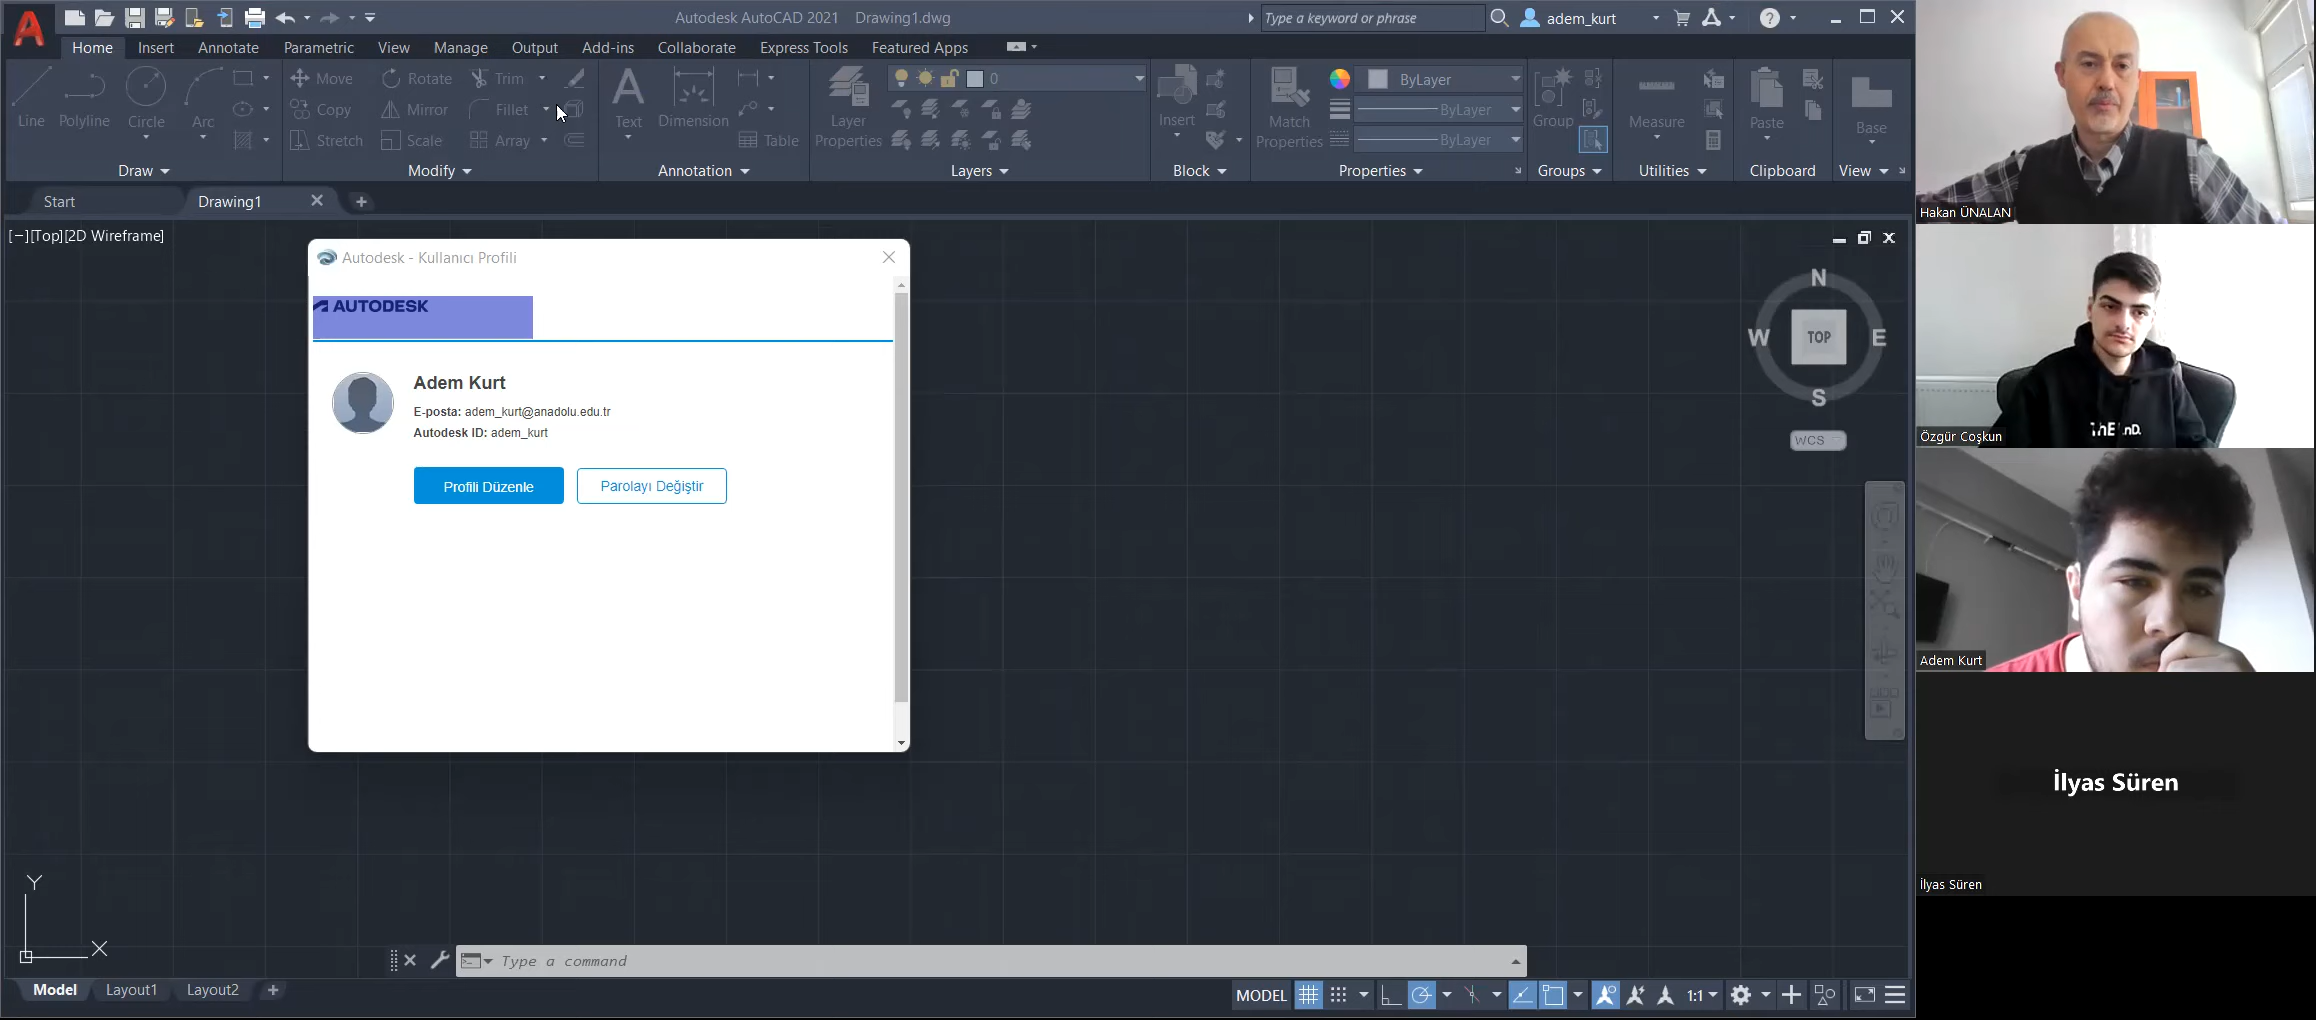 Autodesk AutoCAD 2021 Drawing1.dwg
Type a keyword or phrase
adem_kurt
Home Insert Annotate Parametric View Manage Output Add-ins Collaborate Express Tools Featured Apps
Line Polyline Circle Arc
Move Rotate Trim
Copy Mirror Fillet
Stretch Scale Array
Text Dimension Table
Layer Properties
0
Insert
Match Properties
ByLayer
ByLayer
ByLayer
Group
Measure
Paste
Base
Draw Modify Annotation Layers Block Properties Groups Utilities Clipboard View
Start Drawing1
[–][Top][2D Wireframe]
Autodesk - Kullanıcı Profili
AUTODESK
Adem Kurt
E-posta: adem_kurt@anadolu.edu.tr
Autodesk ID: adem_kurt
Profili Düzenle Parolayı Değiştir
N
W TOP E
S
WCS
Y
X
Type a command
Model Layout1 Layout2
MODEL 1:1
Hakan ÜNALAN
Özgür Coşkun
Adem Kurt
İlyas Süren
İlyas Süren